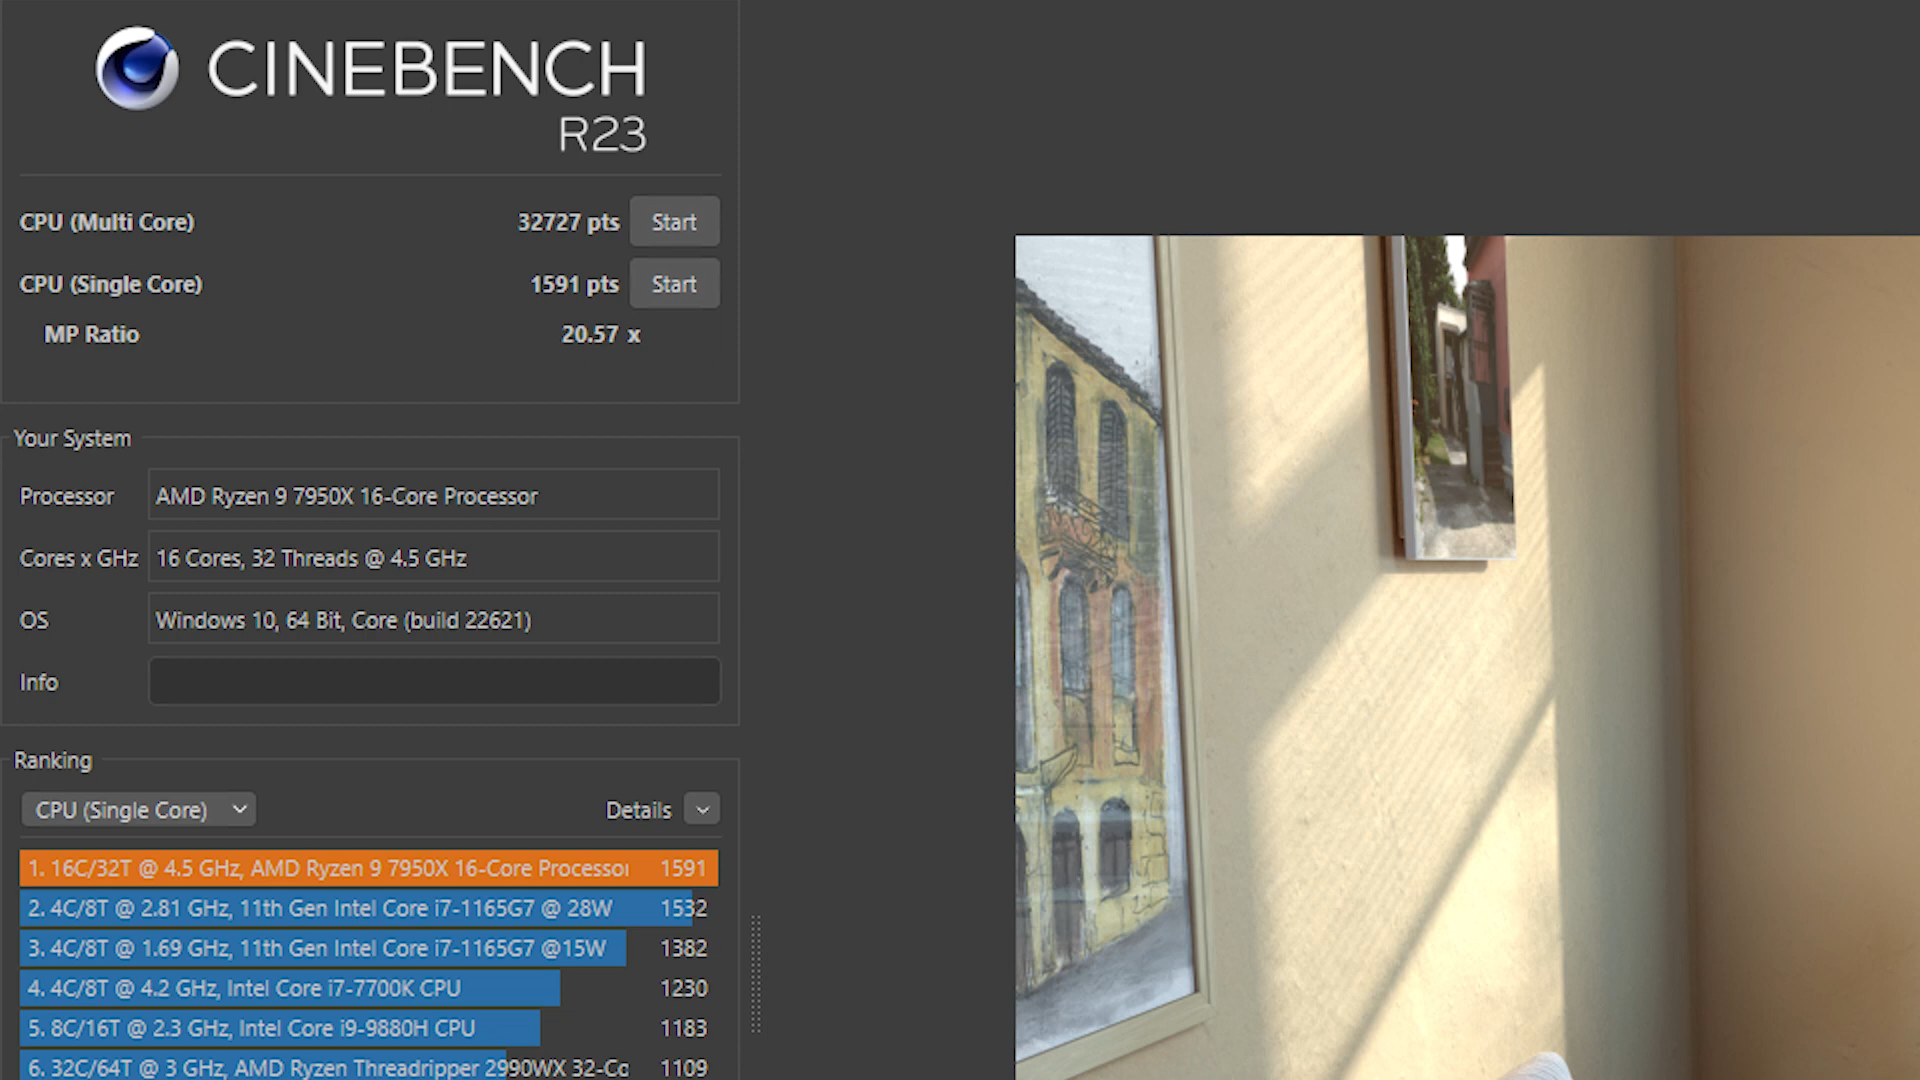 CINEBENCH
R23
CPU (Multi Core) 32727 pts Start
CPU (Single Core) 1591 pts Start
MP Ratio 20.57 x
Your System
Processor AMD Ryzen 9 7950X 16-Core Processor
Cores x GHz 16 Cores, 32 Threads @ 4.5 GHz
OS Windows 10, 64 Bit, Core (build 22621)
Info
Ranking
CPU (Single Core) Details
1. 16C/32T @ 4.5 GHz, AMD Ryzen 9 7950X 16-Core Processor 1591
2. 4C/8T @ 2.81 GHz, 11th Gen Intel Core i7-1165G7 @ 28W 1532
3. 4C/8T @ 1.69 GHz, 11th Gen Intel Core i7-1165G7 @15W 1382
4. 4C/8T @ 4.2 GHz, Intel Core i7-7700K CPU 1230
5. 8C/16T @ 2.3 GHz, Intel Core i9-9880H CPU 1183
6. 32C/64T @ 3 GHz, AMD Ryzen Threadripper 2990WX 32-Co 1109